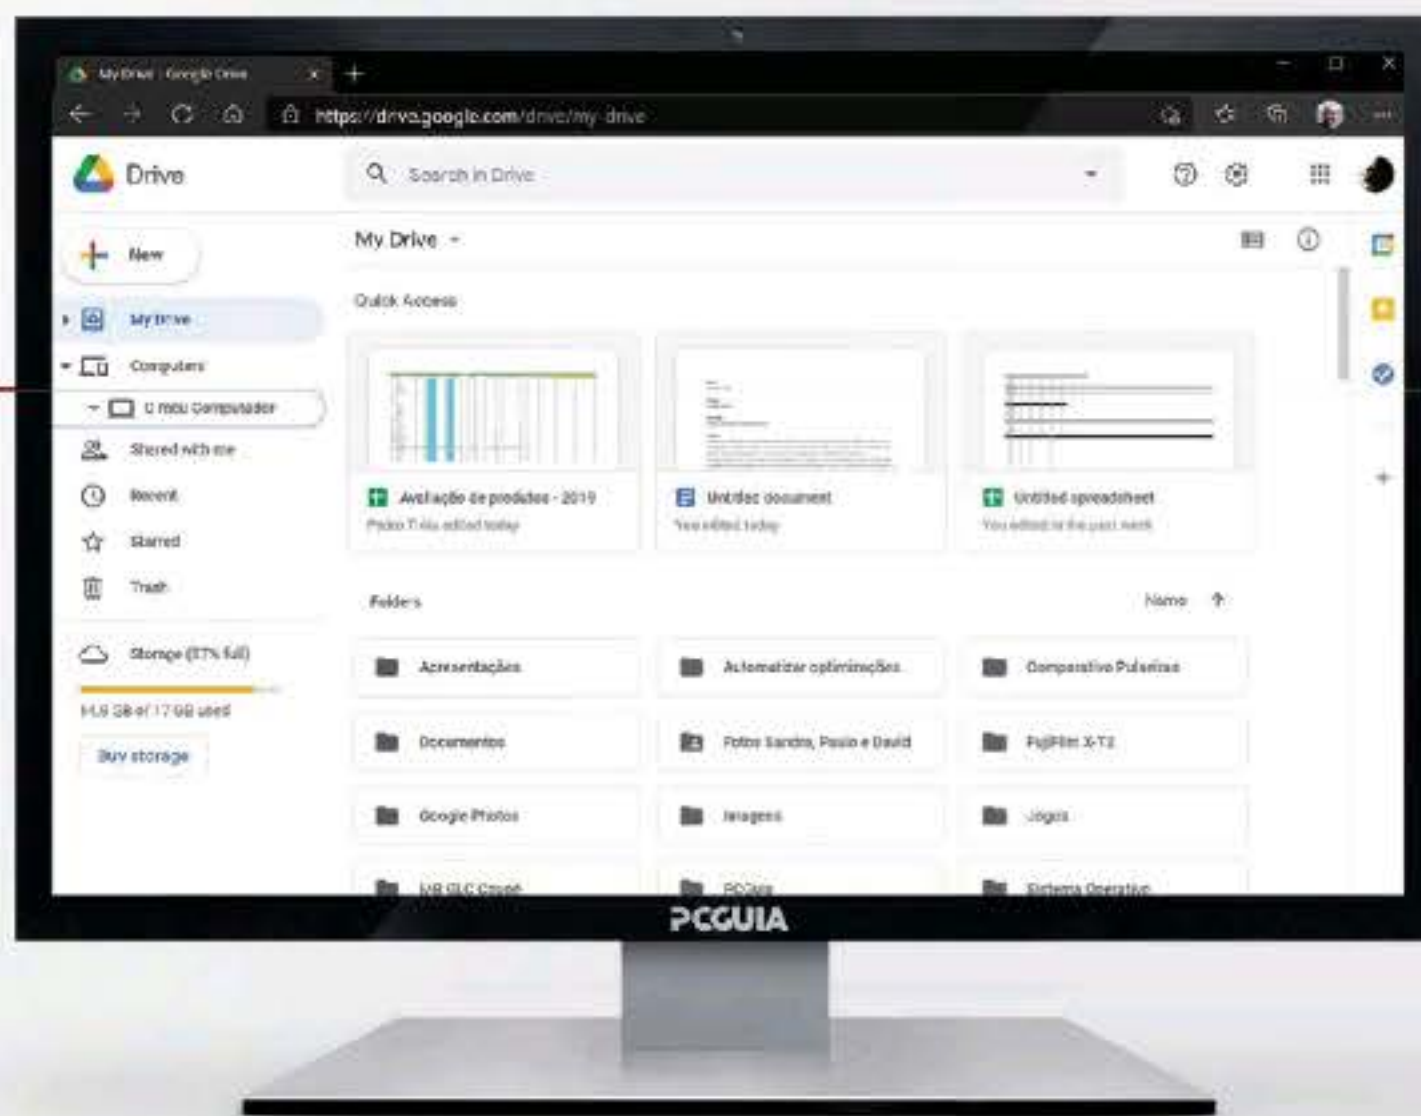 My Drive - Google Drive
https://drive.google.com/drive/my-drive
Drive
Search in Drive
New
My Drive
Quick Access
My Drive
Computers
O meu Computador
Shared with me
Recent
Starred
Trash
Avaliação de produtos - 2019
edited today
Untitled document
You edited today
Untitled spreadsheet
You edited in the past week
Folders
Name
Storage (87% full)
14,9 GB of 17 GB used
Buy storage
Apresentações
Automatizar optimizações
Comparativo Pulseiras
Documentos
Fotos Sandra, Paulo e David
FujiFilm
Google Photos
Imagens
Jogos
MB GLC Coupé
PCGuia
Sistema Operativo
PCGUIA